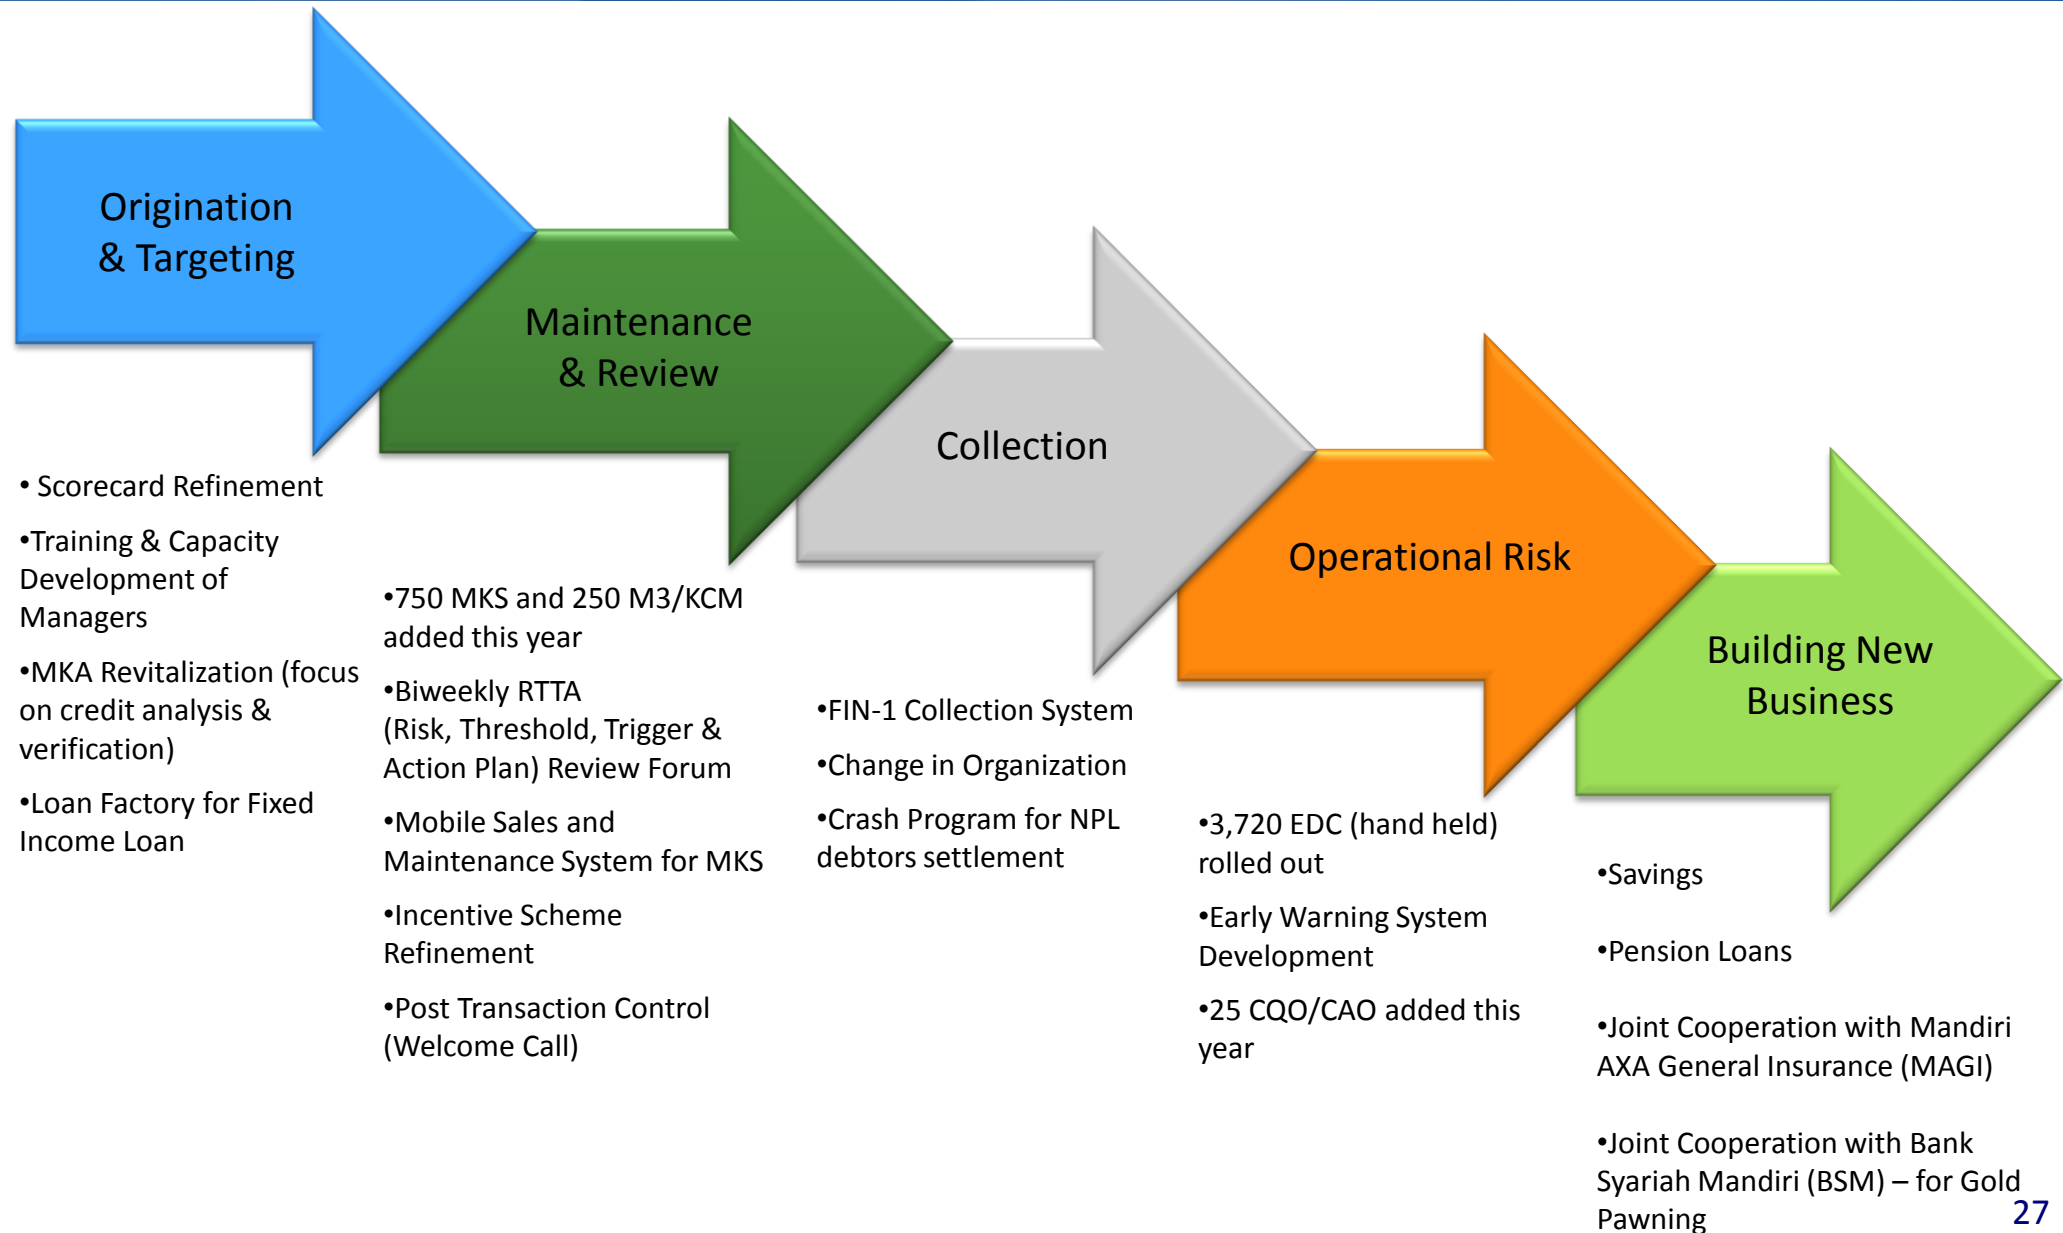 Origination
& Targeting
• Scorecard Refinement
•Training & Capacity
Development of
Managers
•MKA Revitalization (focus
on credit analysis &
verification)
•Loan Factory for Fixed
Income Loan
Maintenance
& Review
•750 MKS and 250 M3/KCM
added this year
•Biweekly RTTA
(Risk, Threshold, Trigger &
Action Plan) Review Forum
•Mobile Sales and
Maintenance System for MKS
•Incentive Scheme
Refinement
•Post Transaction Control
(Welcome Call)
Collection
•FIN-1 Collection System
•Change in Organization
•Crash Program for NPL
debtors settlement
Operational Risk
•3,720 EDC (hand held)
rolled out
•Early Warning System
Development
•25 CQO/CAO added this
year
Building New
Business
•Savings
•Pension Loans
•Joint Cooperation with Mandiri
AXA General Insurance (MAGI)
•Joint Cooperation with Bank
Syariah Mandiri (BSM) – for Gold
Pawning
27